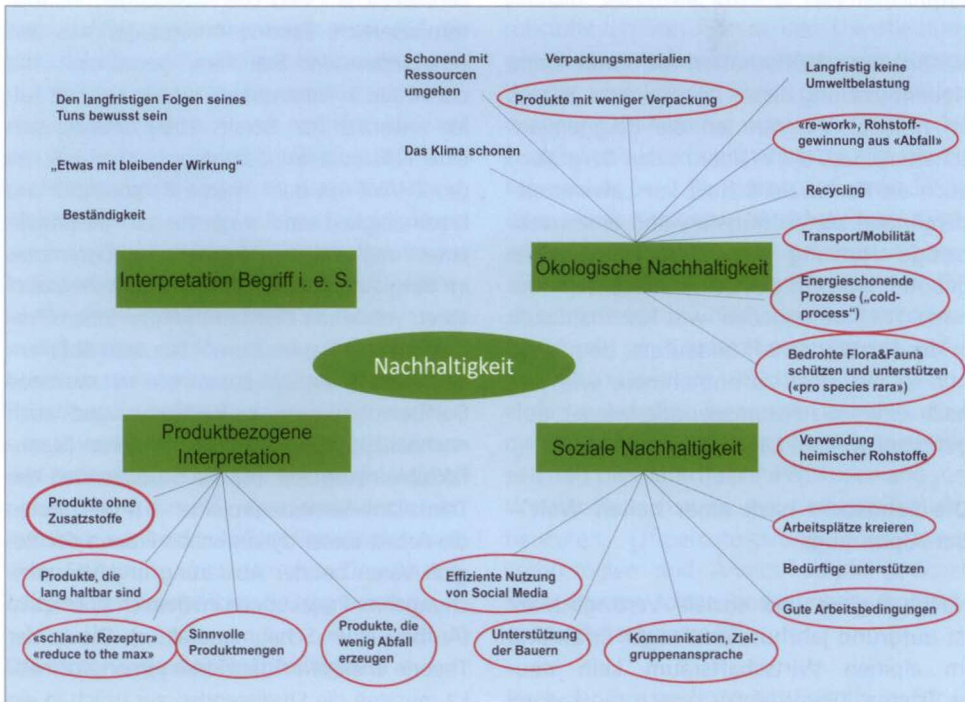 Schonend mit
Ressourcen
umgehen
Verpackungsmaterialien
Produkte mit weniger Verpackung
Langfristig keine
Umweltbelastung
Den langfristigen Folgen seines
Tuns bewusst sein
«re-work», Rohstoff-
gewinnung aus «Abfall»
Das Klima schonen
„Etwas mit bleibender Wirkung“
Recycling
Beständigkeit
Transport/Mobilität
Interpretation Begriff i. e. S.
Ökologische Nachhaltigkeit
Energieschonende
Prozesse („cold-
process“)
Nachhaltigkeit
Bedrohte Flora&Fauna
schützen und unterstützen
(«pro species rara»)
Produktbezogene
Interpretation
Soziale Nachhaltigkeit
Verwendung
heimischer Rohstoffe
Produkte ohne
Zusatzstoffe
Arbeitsplätze kreieren
Produkte, die
lang haltbar sind
Effiziente Nutzung
von Social Media
Bedürftige unterstützen
Gute Arbeitsbedingungen
«schlanke Rezeptur»
«reduce to the max»
Sinnvolle
Produktmengen
Produkte, die
wenig Abfall
erzeugen
Unterstützung
der Bauern
Kommunikation, Ziel-
gruppenansprache